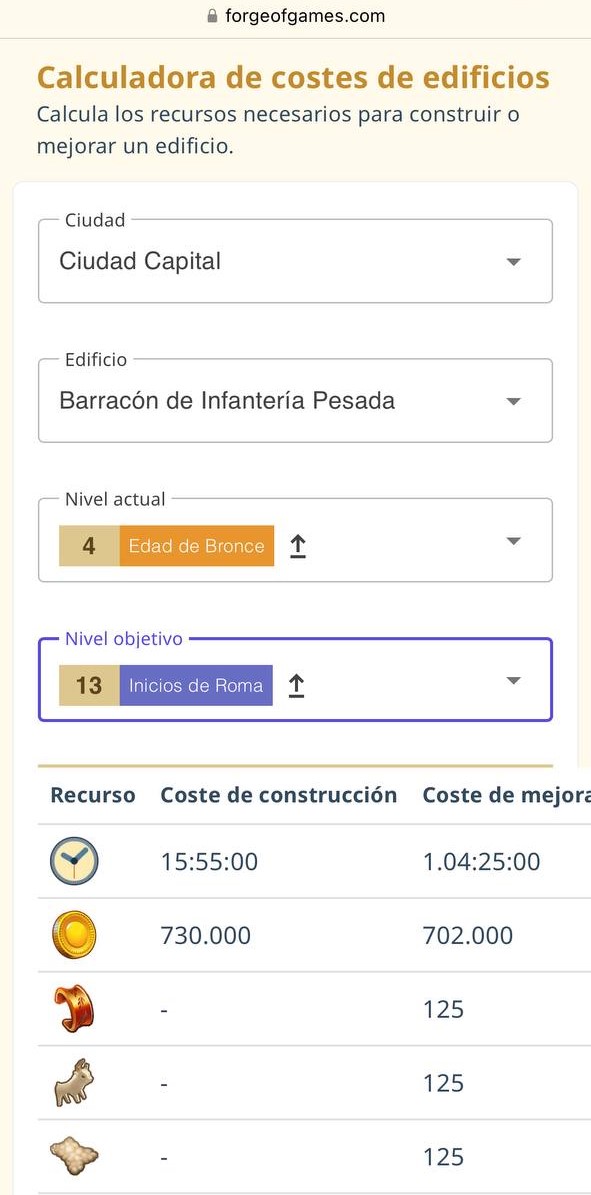 forgeofgames.com
Calculadora de costes de edificios
Calcula los recursos necesarios para construir o
mejorar un edificio.
Ciudad
Ciudad Capital
Edificio
Barracón de Infantería Pesada
Nivel actual
4 Edad de Bronce
Nivel objetivo
13 Inicios de Roma
Recurso Coste de construcción Coste de mejora
15:55:00 1.04:25:00
730.000 702.000
- 125
- 125
- 125